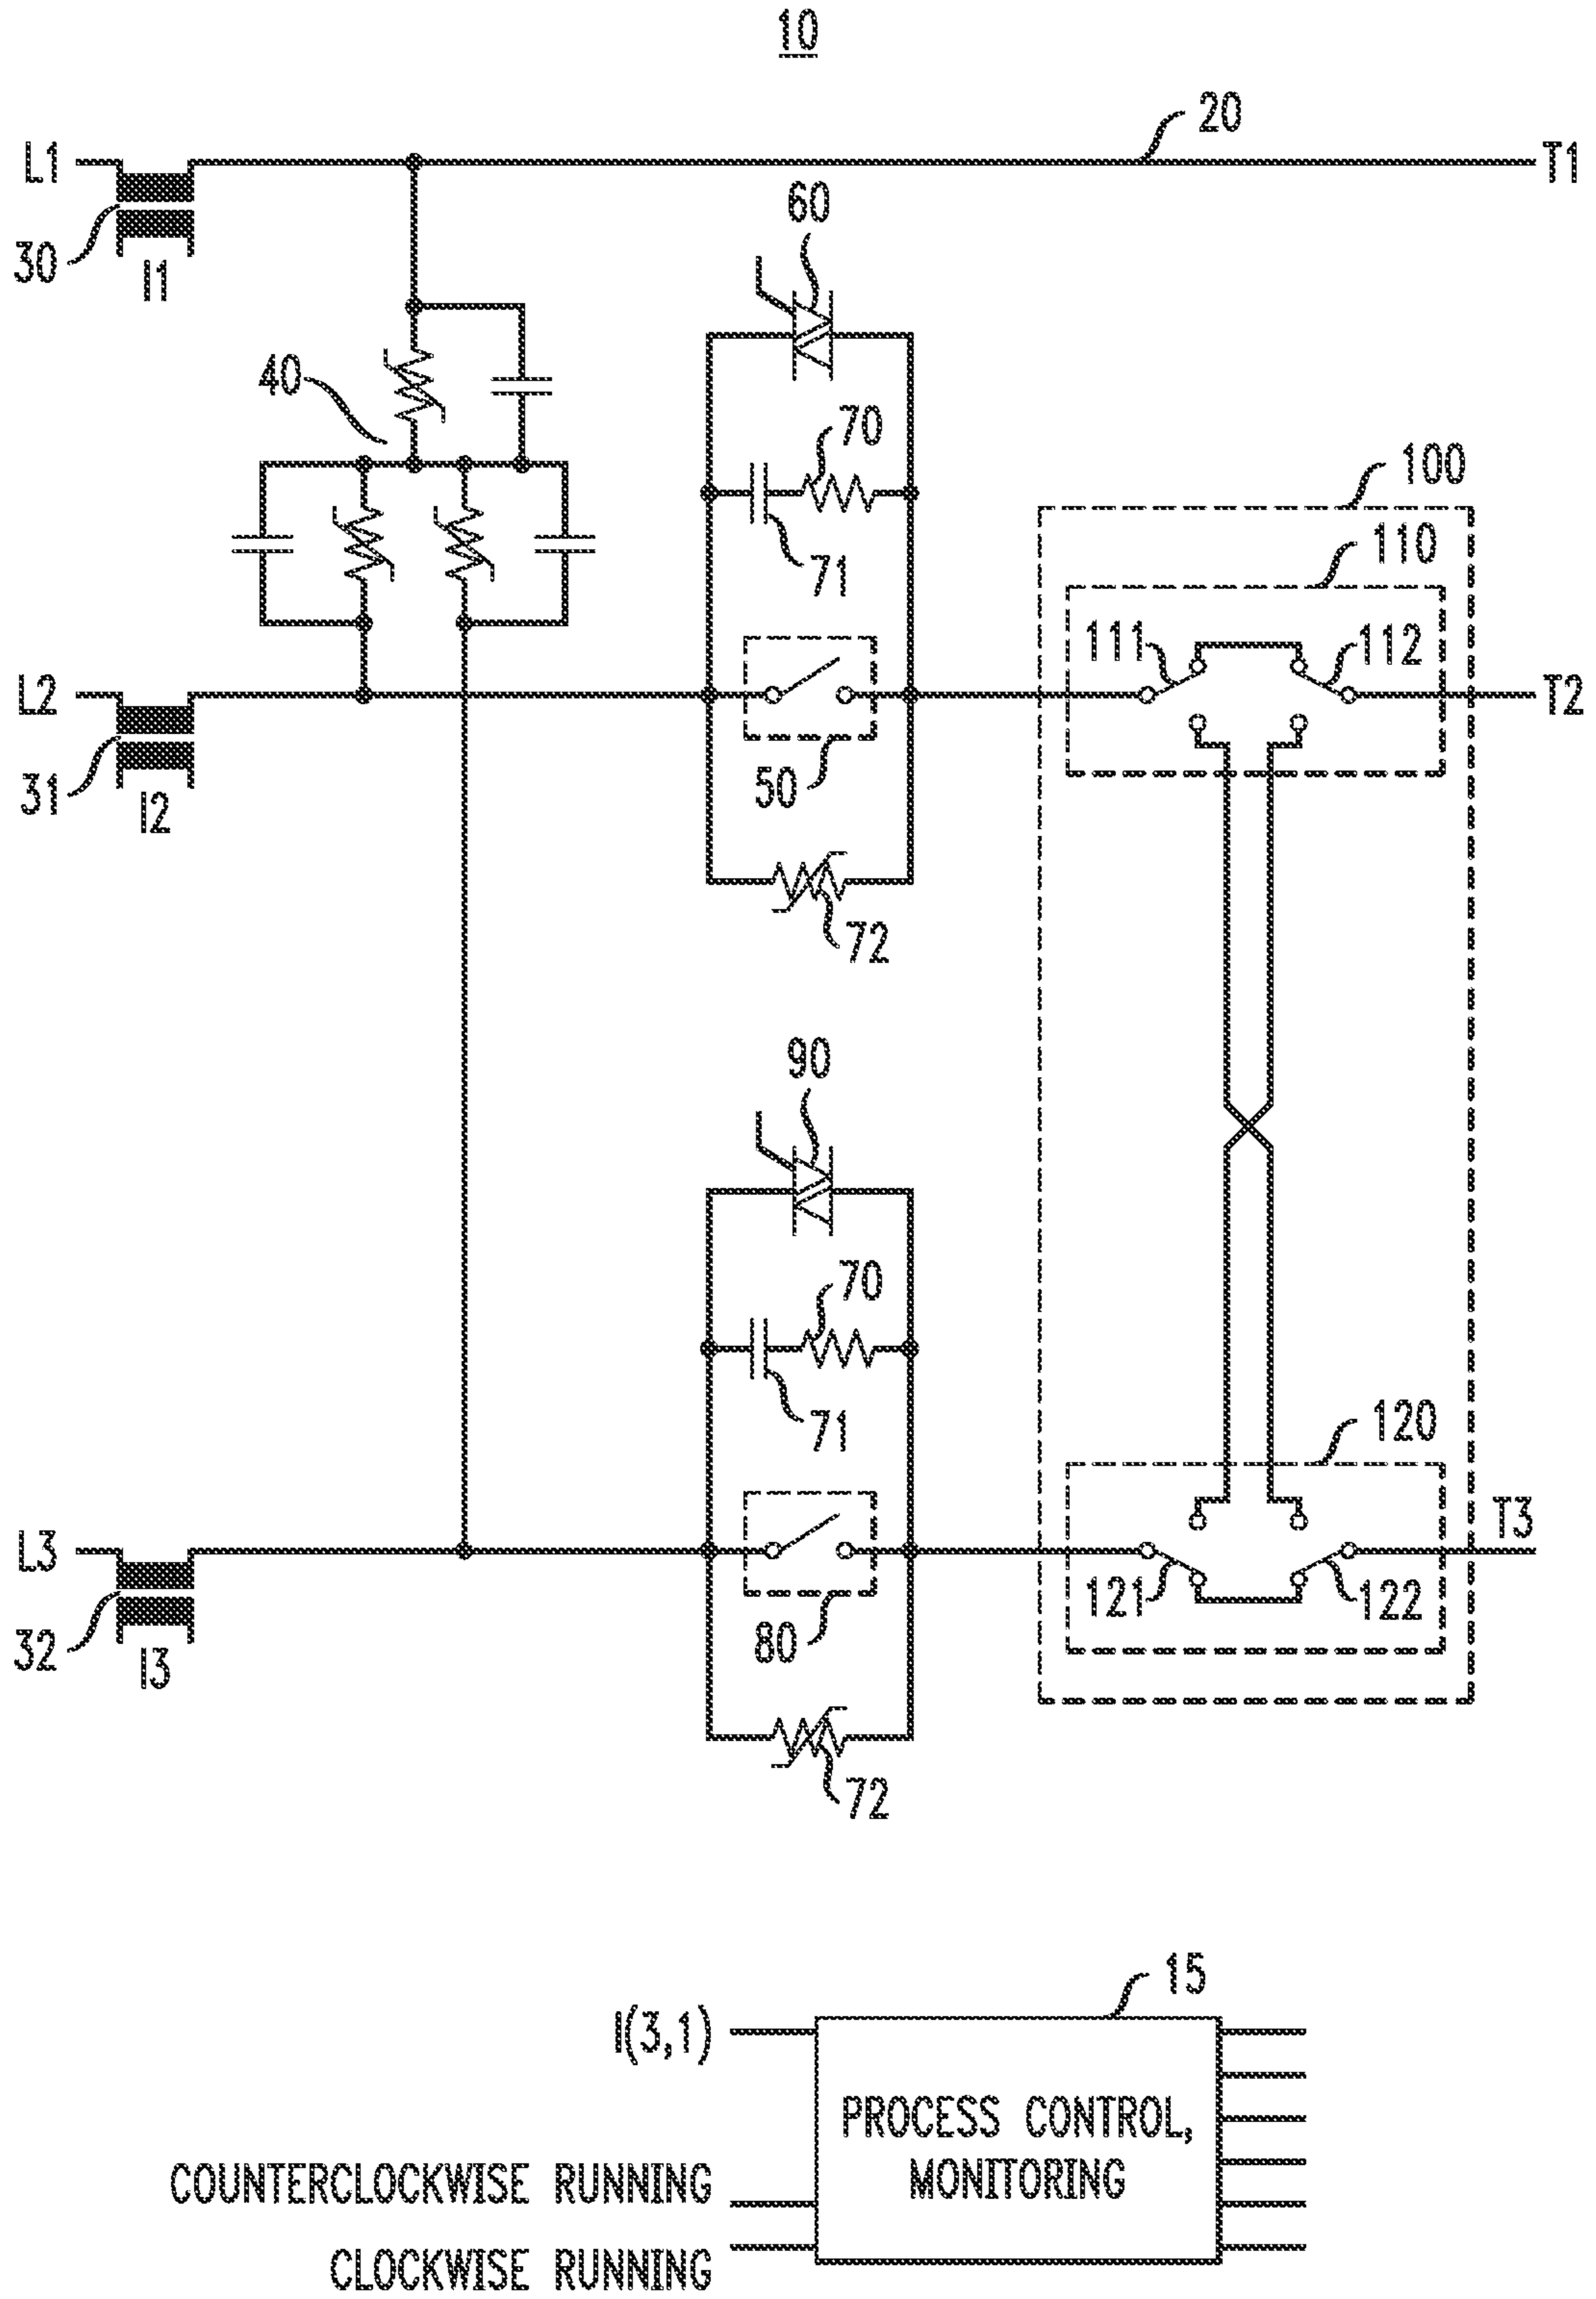 10
20
L1
T1
60
30
I1
40
70
100
110
71
111
112
L2
T2
31
50
I2
72
90
70
120
71
T3
L3
121
122
32
80
I3
72
15
I(3,1)
PROCESS CONTROL,
MONITORING
COUNTERCLOCKWISE RUNNING
CLOCKWISE RUNNING